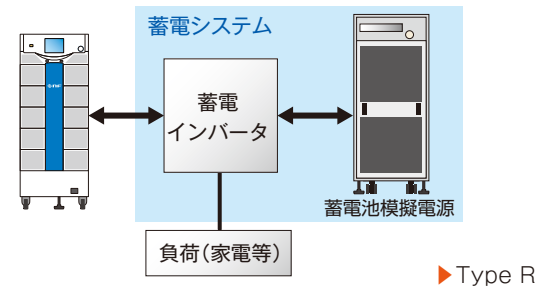 蓄電システム
蓄電
インバータ
蓄電池模擬電源
負荷(家電等)
▶Type R